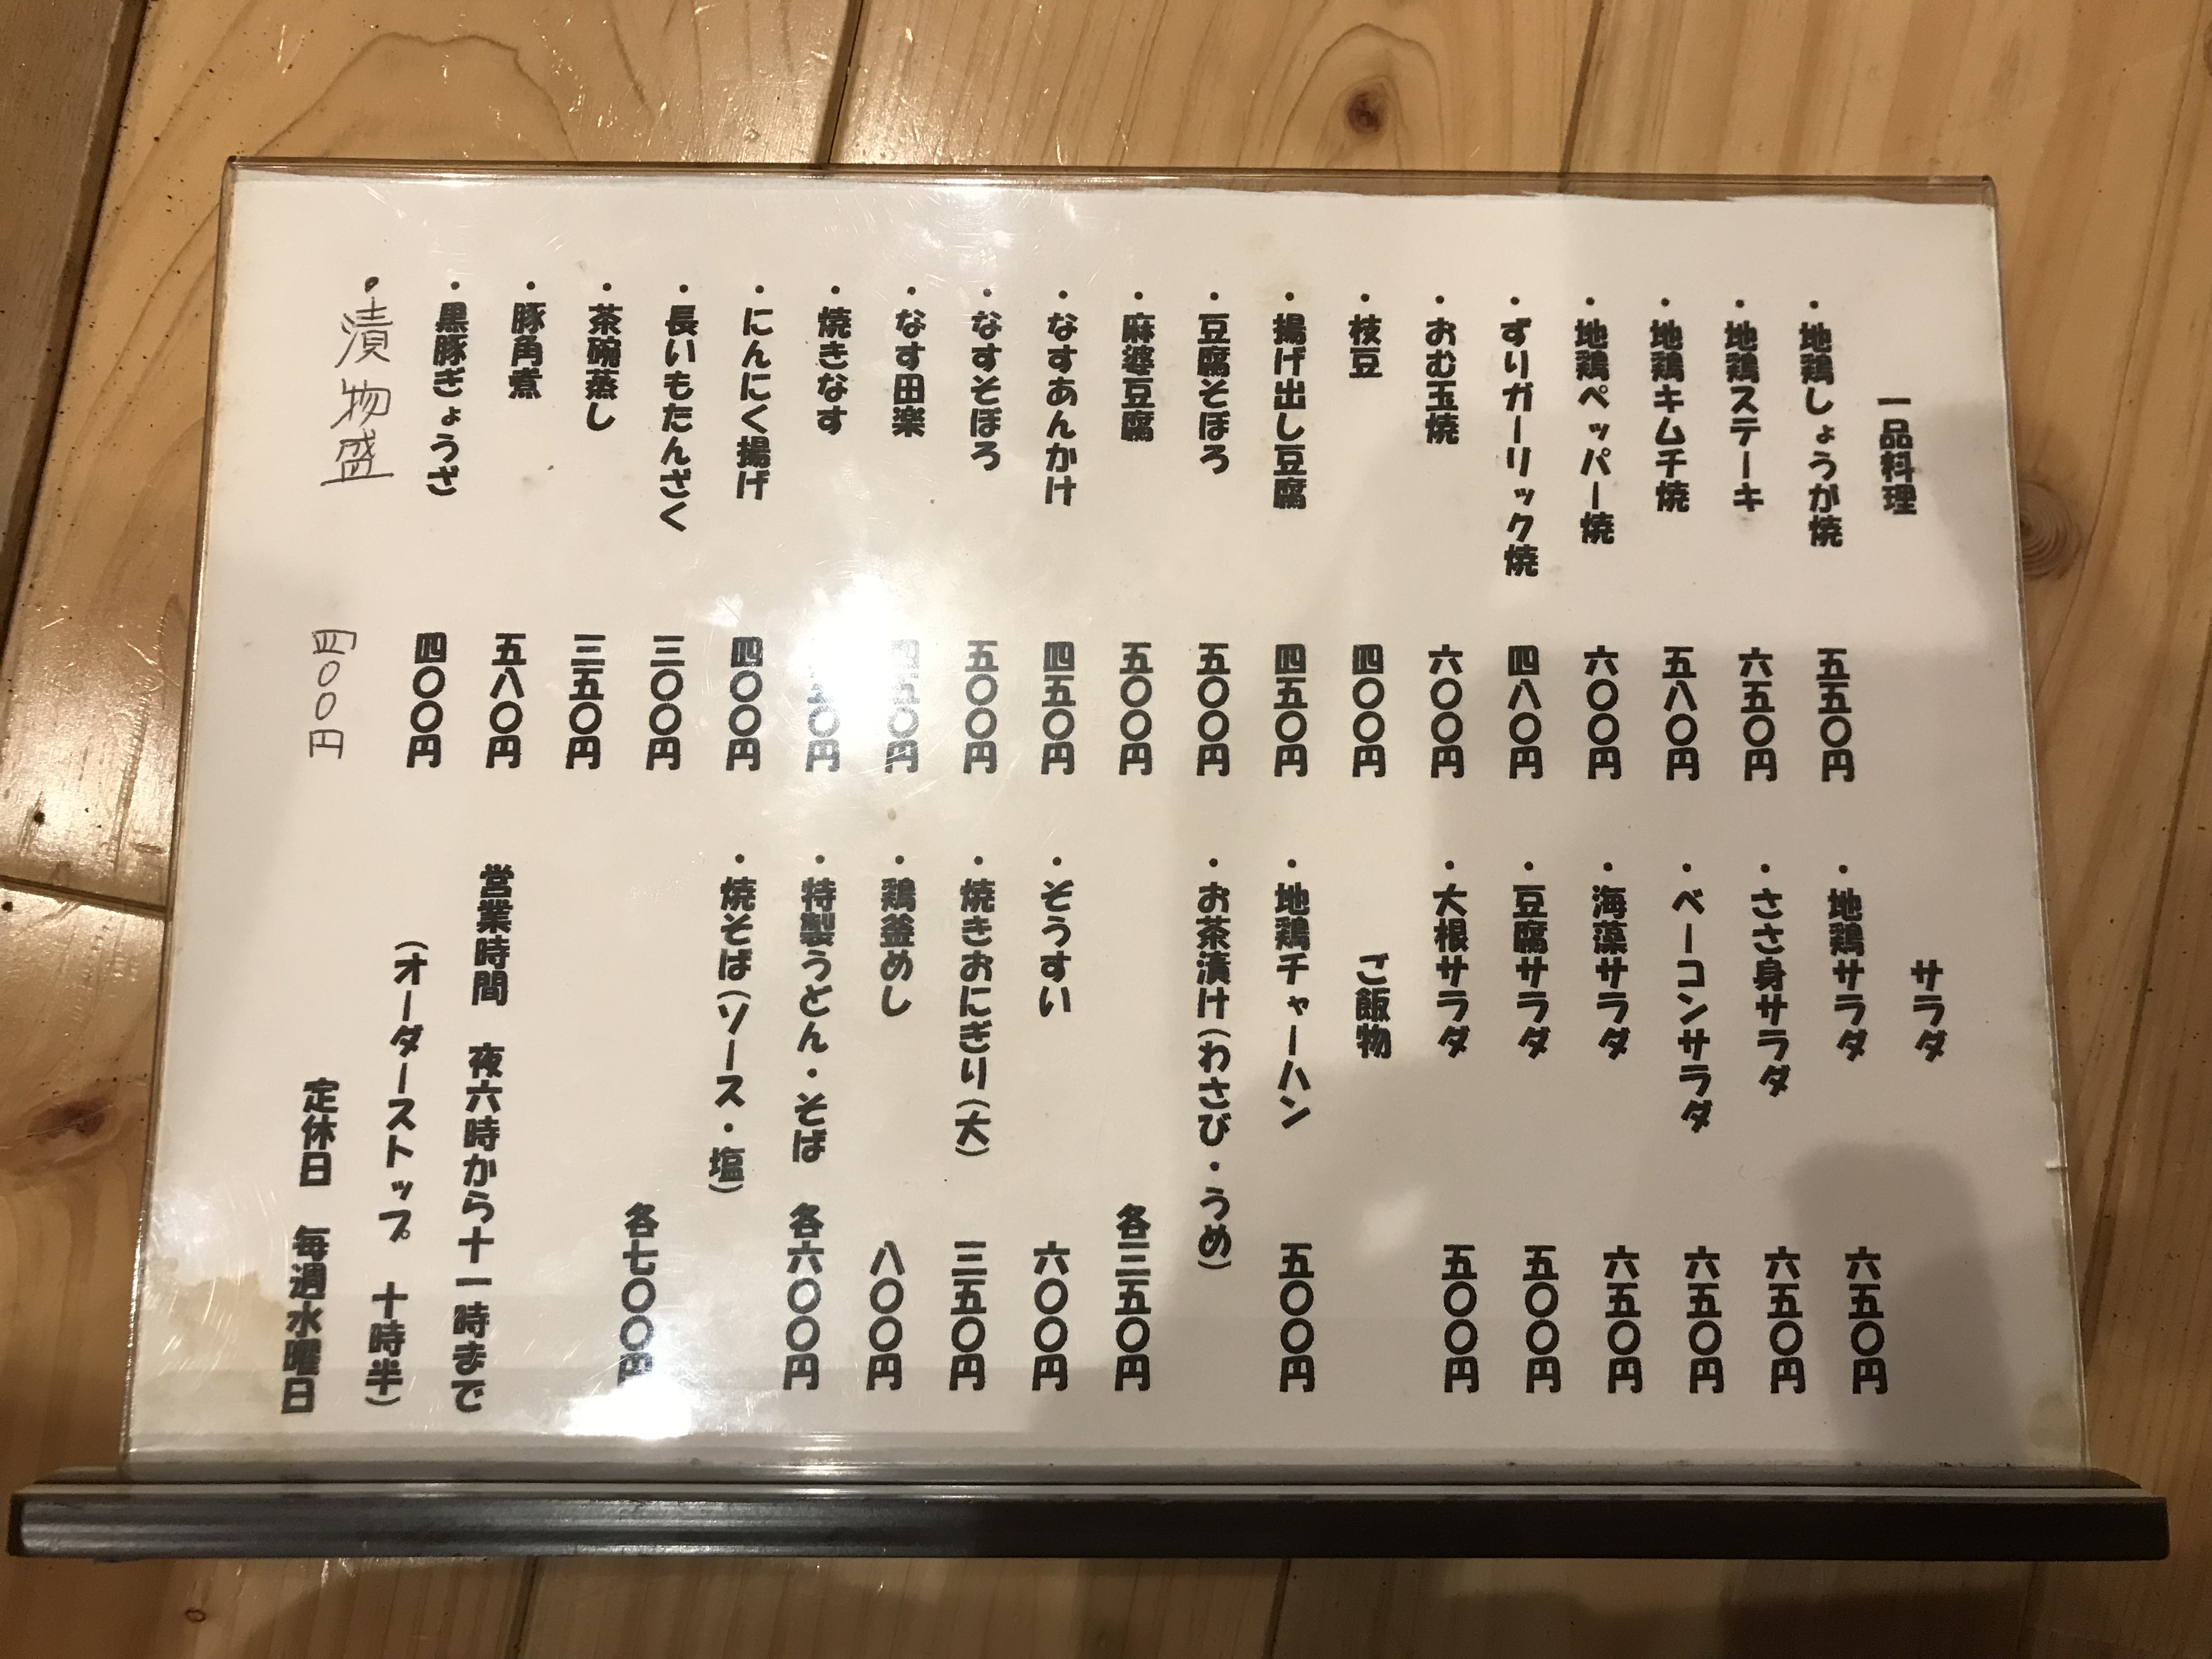 一品料理
・地鶏しょうが焼 五五〇円
・地鶏ステーキ 六五〇円
・地鶏キムチ焼 五八〇円
・地鶏ペッパー焼 六〇〇円
・ずりガーリック焼 四八〇円
・おむ玉焼 六〇〇円
・枝豆 四〇〇円
・揚げ出し豆腐 四五〇円
・豆腐そぼろ 五〇〇円
・麻婆豆腐 五〇〇円
・なすあんかけ 四五〇円
・なすそぼろ 五〇〇円
・なす田楽 四五〇円
・焼きなす
・にんにく揚げ 四〇〇円
・長いもたんざく 三〇〇円
・茶碗蒸し 三五〇円
・豚角煮 五八〇円
・黒豚ぎょうざ 四〇〇円
・漬物盛 四〇〇円
サラダ
・地鶏サラダ 六五〇円
・ささ身サラダ 六五〇円
・ベーコンサラダ 六五〇円
・海藻サラダ 六五〇円
・豆腐サラダ 五〇〇円
・大根サラダ 五〇〇円
ご飯物
・地鶏チャーハン 五〇〇円
・お茶漬け(わさび・うめ)
各三五〇円
・ぞうすい 六〇〇円
・焼きおにぎり(大) 三五〇円
・鶏釜めし 八〇〇円
・特製うどん・そば 各六〇〇円
・焼そば(ソース・塩)
各七〇〇円
営業時間 夜六時から十一時まで
(オーダーストップ 十時半)
定休日 毎週水曜日